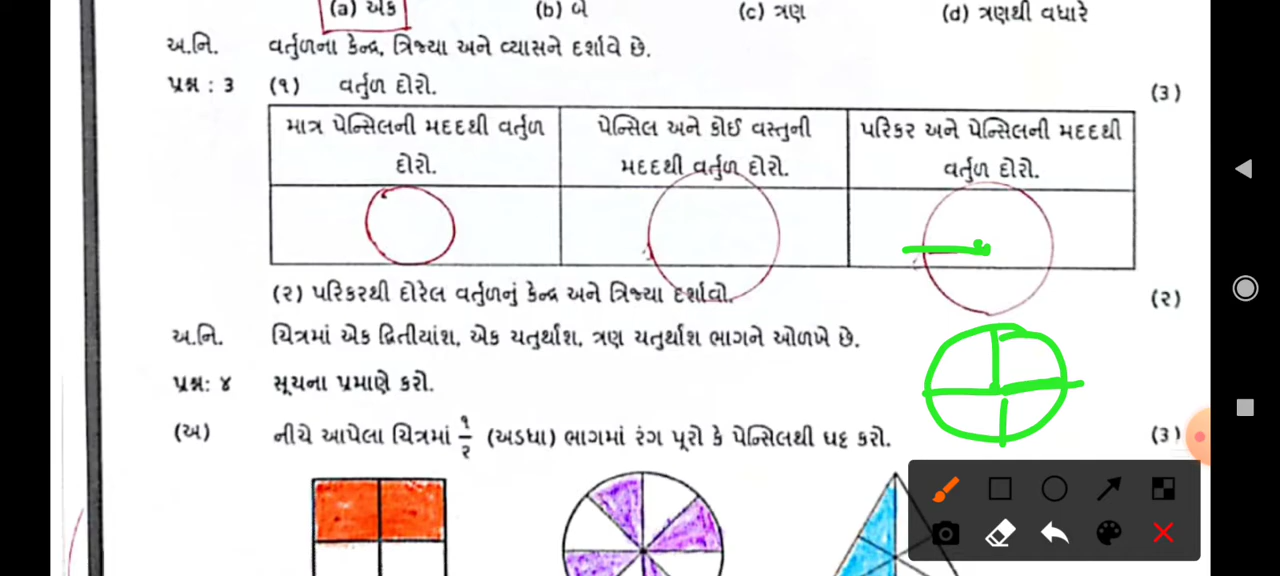 (a) એક (b) બે (c) ત્રણ (d) ત્રણથી વધારે
અ.નિ. વર્તુળના કેન્દ્ર, ત્રિજ્યા અને વ્યાસને દર્શાવે છે.
પ્રશ્ન : 3 (૧) વર્તુળ દોરો. (૩)
માત્ર પેન્સિલની મદદથી વર્તુળ દોરો.
પેન્સિલ અને કોઈ વસ્તુની મદદથી વર્તુળ દોરો.
પરિકર અને પેન્સિલની મદદથી વર્તુળ દોરો.
(૨) પરિકરથી દોરેલ વર્તુળનું કેન્દ્ર અને ત્રિજ્યા દર્શાવો. (૨)
અ.નિ. ચિત્રમાં એક દ્વિતીયાંશ, એક ચતુર્થાશ, ત્રણ ચતુર્થાશ ભાગને ઓળખે છે.
પ્રશ્ન: ૪ સૂચના પ્રમાણે કરો.
(અ) નીચે આપેલા ચિત્રમાં ૧/૨ (અડધા) ભાગમાં રંગ પૂરો કે પેન્સિલથી ઘટ્ટ કરો. (૩)